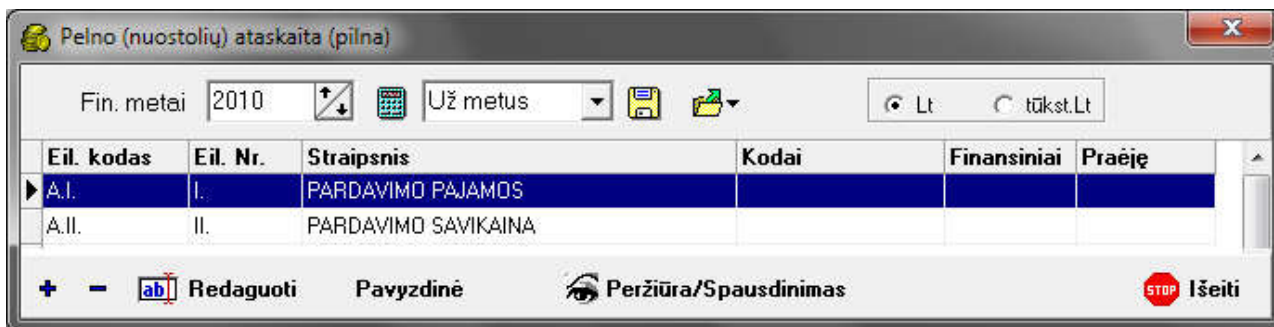 Pelno (nuostolių) ataskaita (pilna)
Fin. metai 2010 Už metus Lt tūkst.Lt
Eil. kodas Eil. Nr. Straipsnis Kodai Finansiniai Praėję
A.I. I. PARDAVIMO PAJAMOS
A.II. II. PARDAVIMO SAVIKAINA
ab Redaguoti Pavyzdinė Peržiūra/Spausdinimas STOP Išeiti